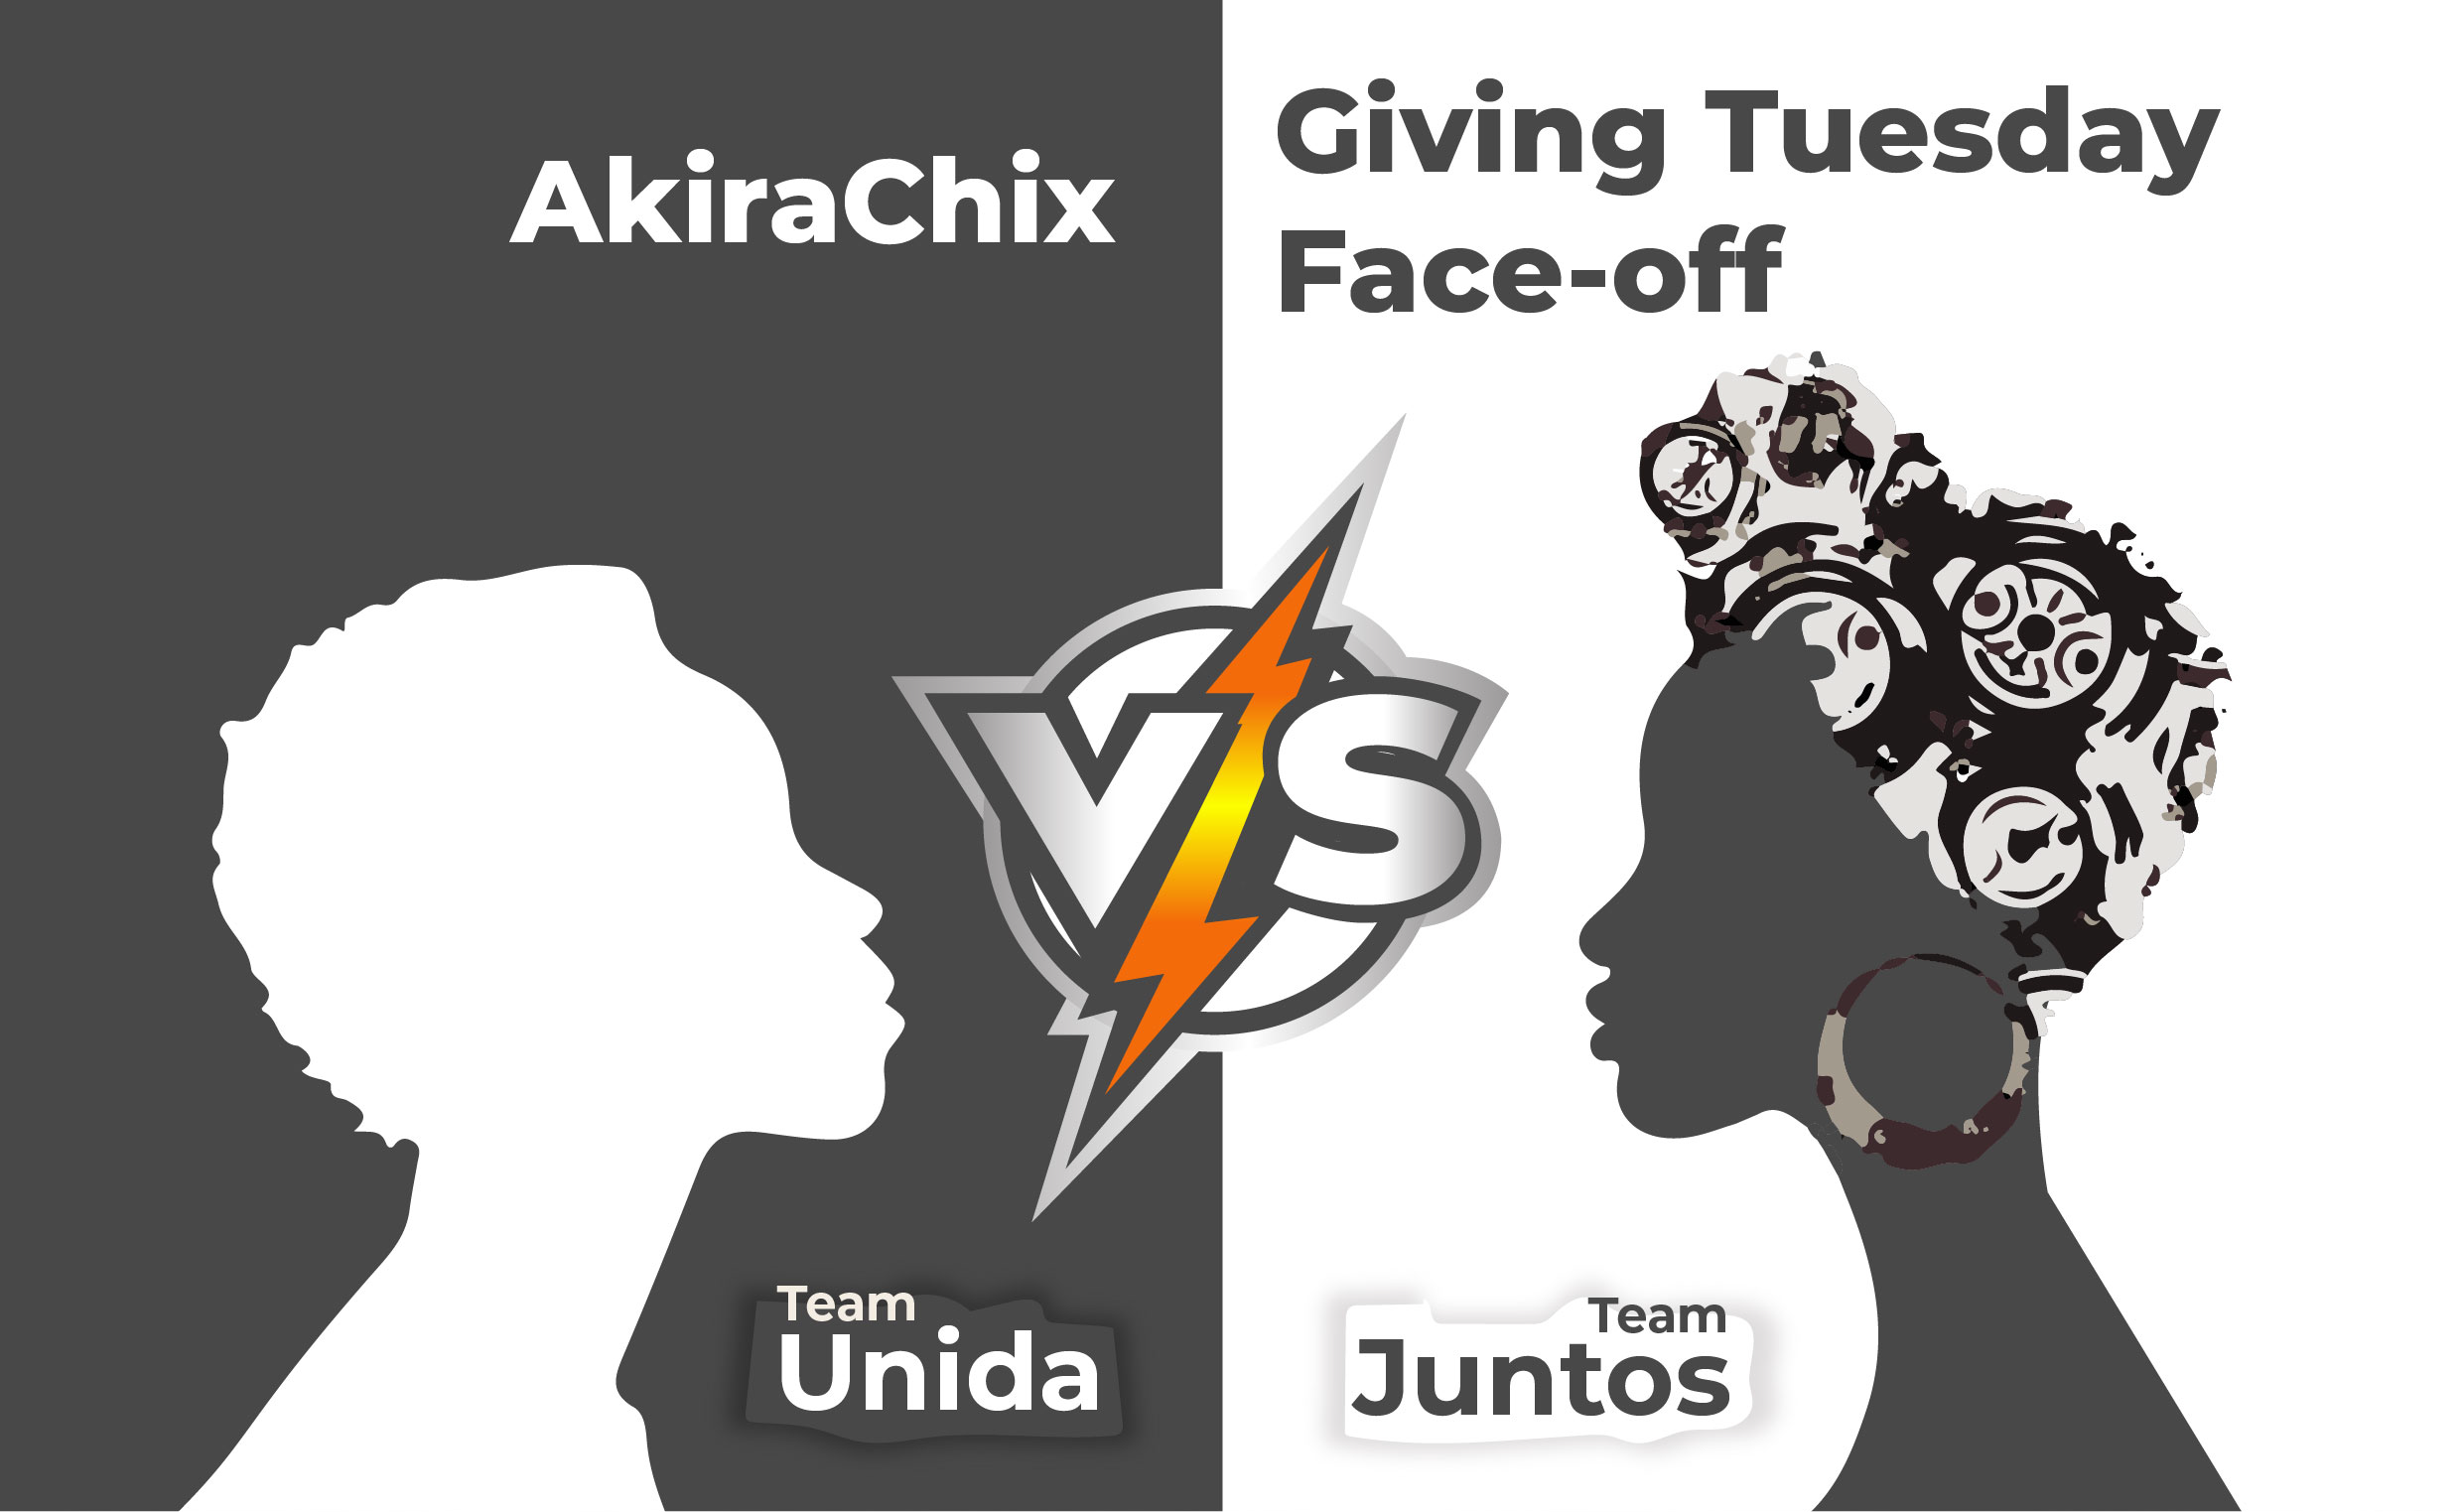 AkiraChix
Giving Tuesday
Face-off
VS
Team
Unida
Team
Juntos